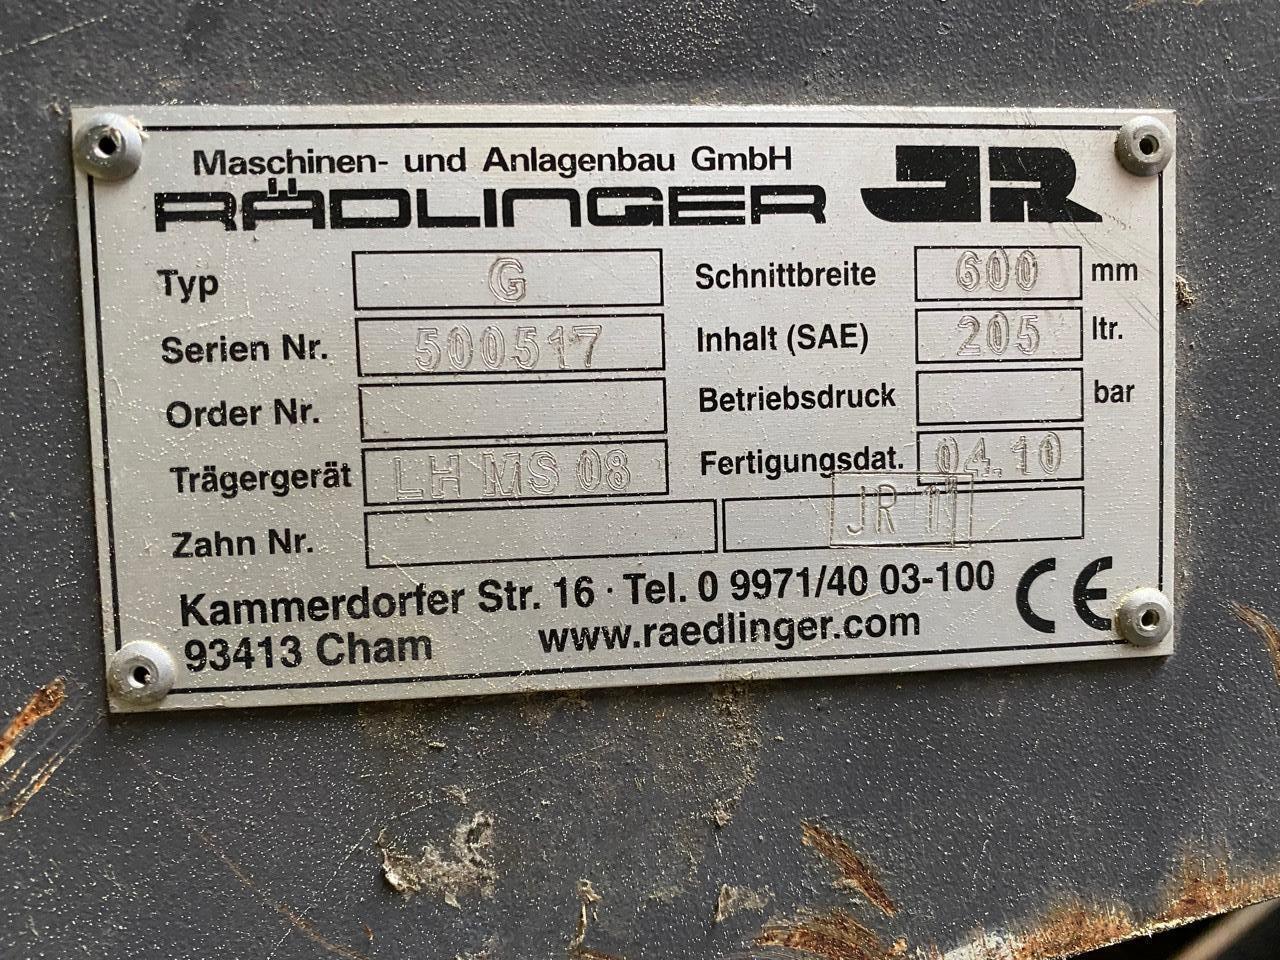 Maschinen- und Anlagenbau GmbH
RÄDLINGER JR
Typ G Schnittbreite 600 mm
Serien Nr. 500517 Inhalt (SAE) 205 ltr.
Order Nr. Betriebsdruck bar
Trägergerät LH MS 08 Fertigungsdat. 04.10
Zahn Nr. JR 11
Kammerdorfer Str. 16 · Tel. 0 9971/40 03-100
93413 Cham www.raedlinger.com CE